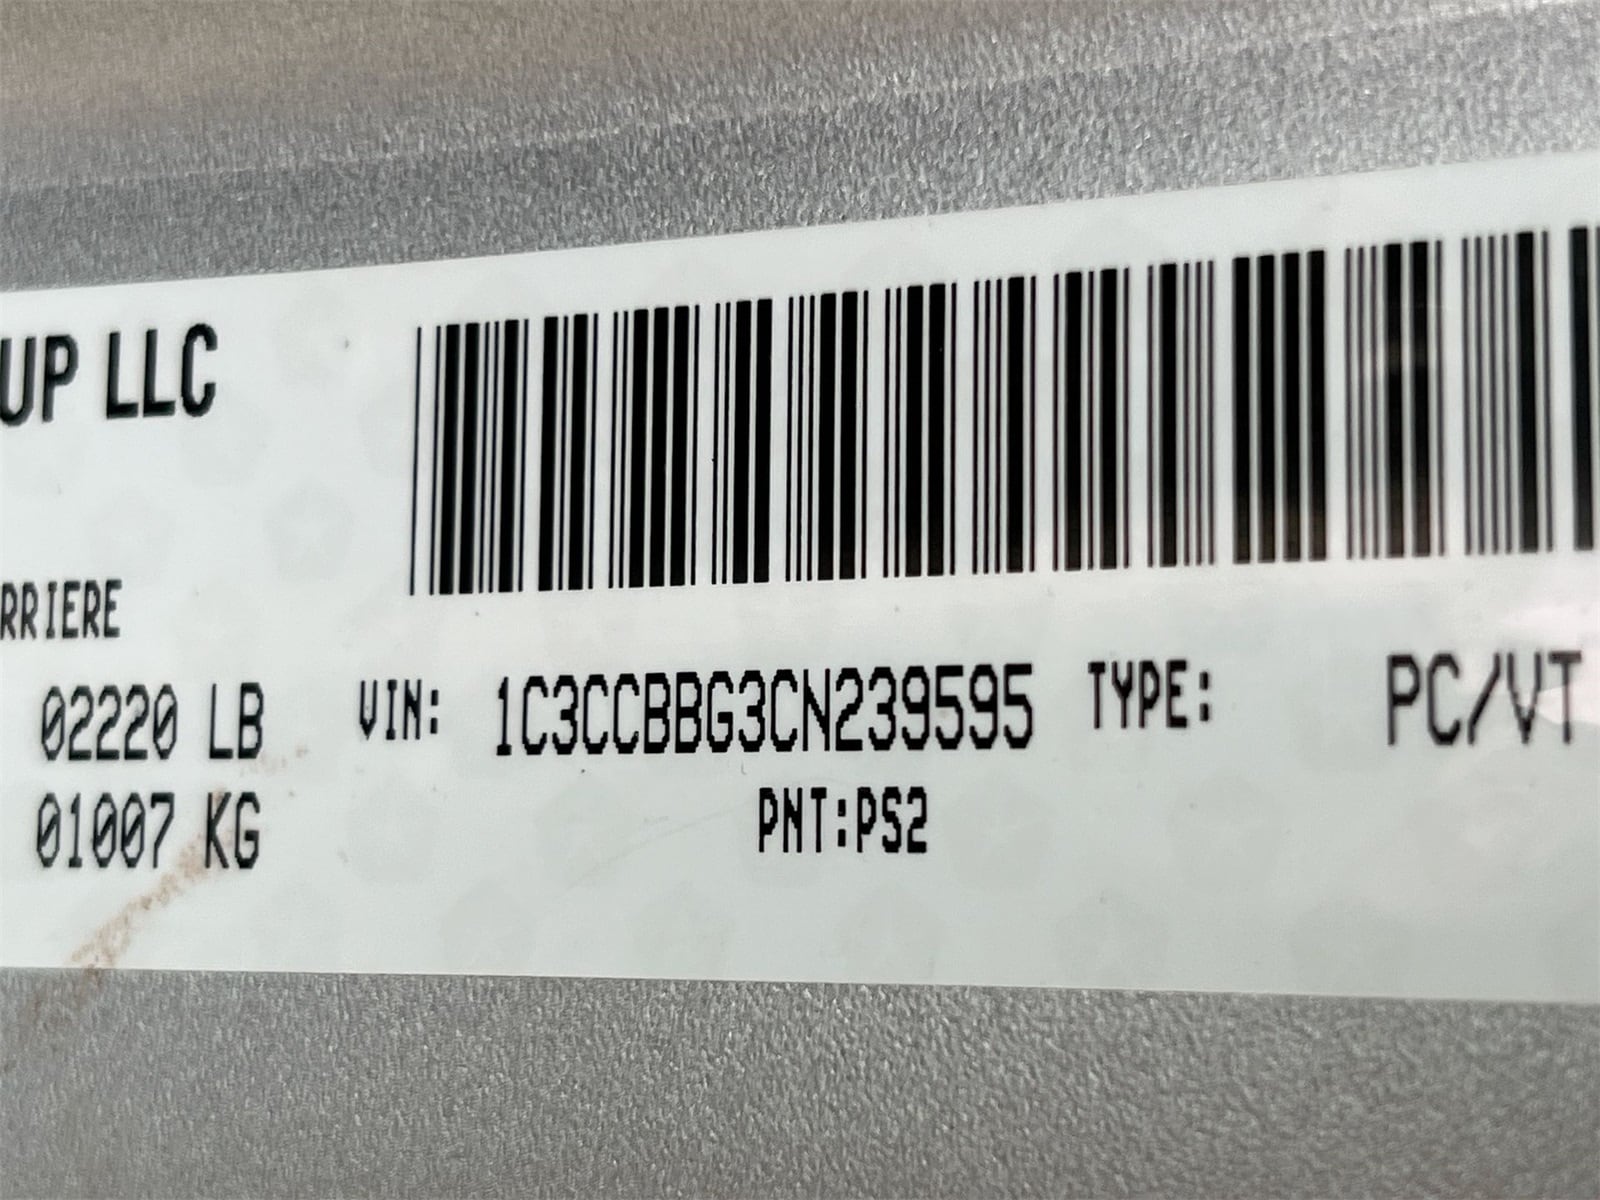 UP LLC
RRIERE
02220 LB VIN: 1C3CCBBG3CN239595 TYPE: PC/VT
01007 KG PNT:PS2